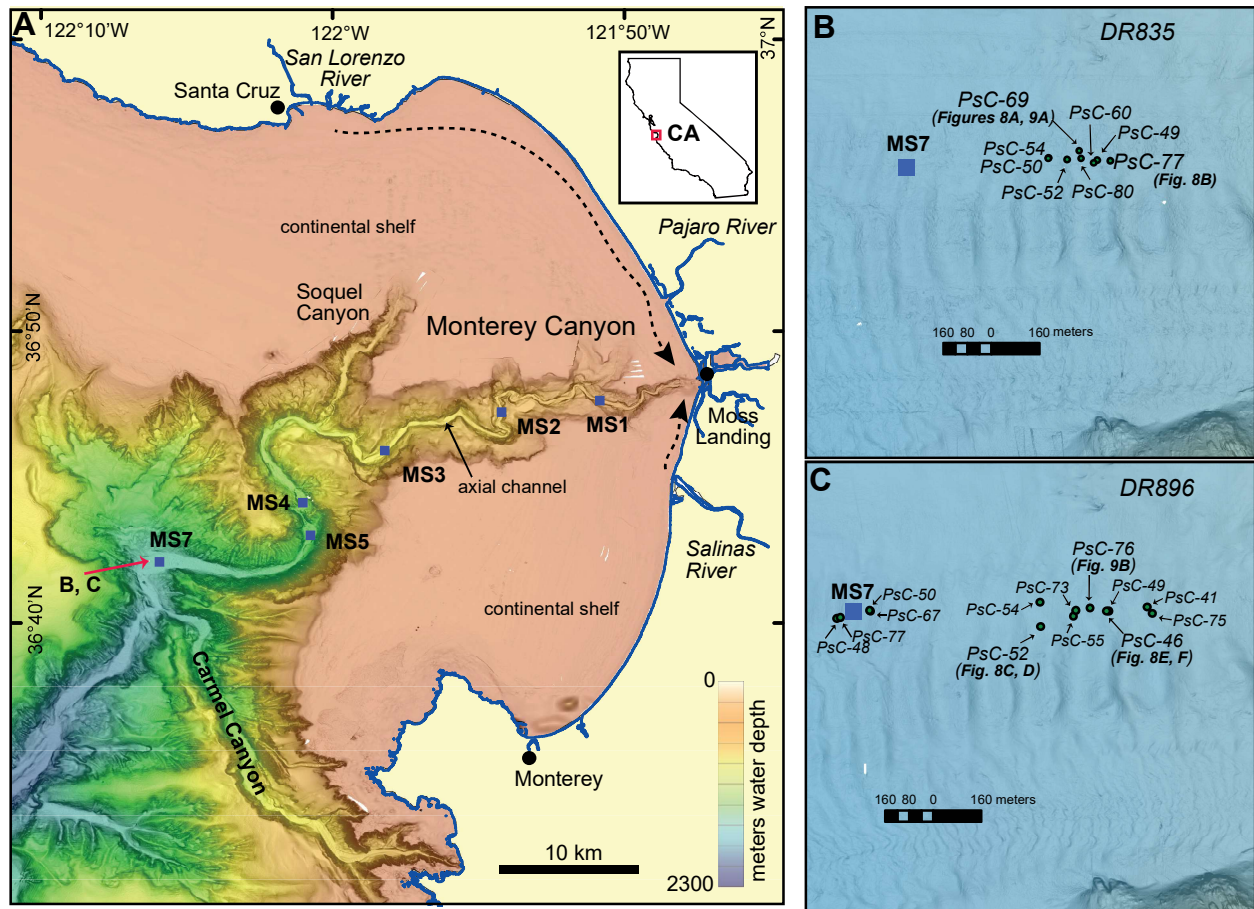 A
122°10'W
122°W
121°50'W
37°N
San Lorenzo
River
Santa Cruz
CA
continental shelf
Pajaro River
Soquel
Canyon
36°50'N
Monterey Canyon
MS2
MS1
Moss
Landing
MS3
axial channel
MS4
MS5
MS7
B, C
Salinas
River
36°40'N
continental shelf
Carmel Canyon
0
meters water depth
2300
Monterey
10 km
B
DR835
PsC-69
(Figures 8A, 9A)
PsC-60
PsC-49
MS7
PsC-54
PsC-50
PsC-77
(Fig. 8B)
PsC-52
PsC-80
160 80 0 160 meters
C
DR896
PsC-76
(Fig. 9B)
MS7
PsC-50
PsC-73
PsC-49
PsC-41
PsC-54
PsC-67
PsC-75
PsC-77
PsC-48
PsC-55
PsC-46
(Fig. 8E, F)
PsC-52
(Fig. 8C, D)
160 80 0 160 meters